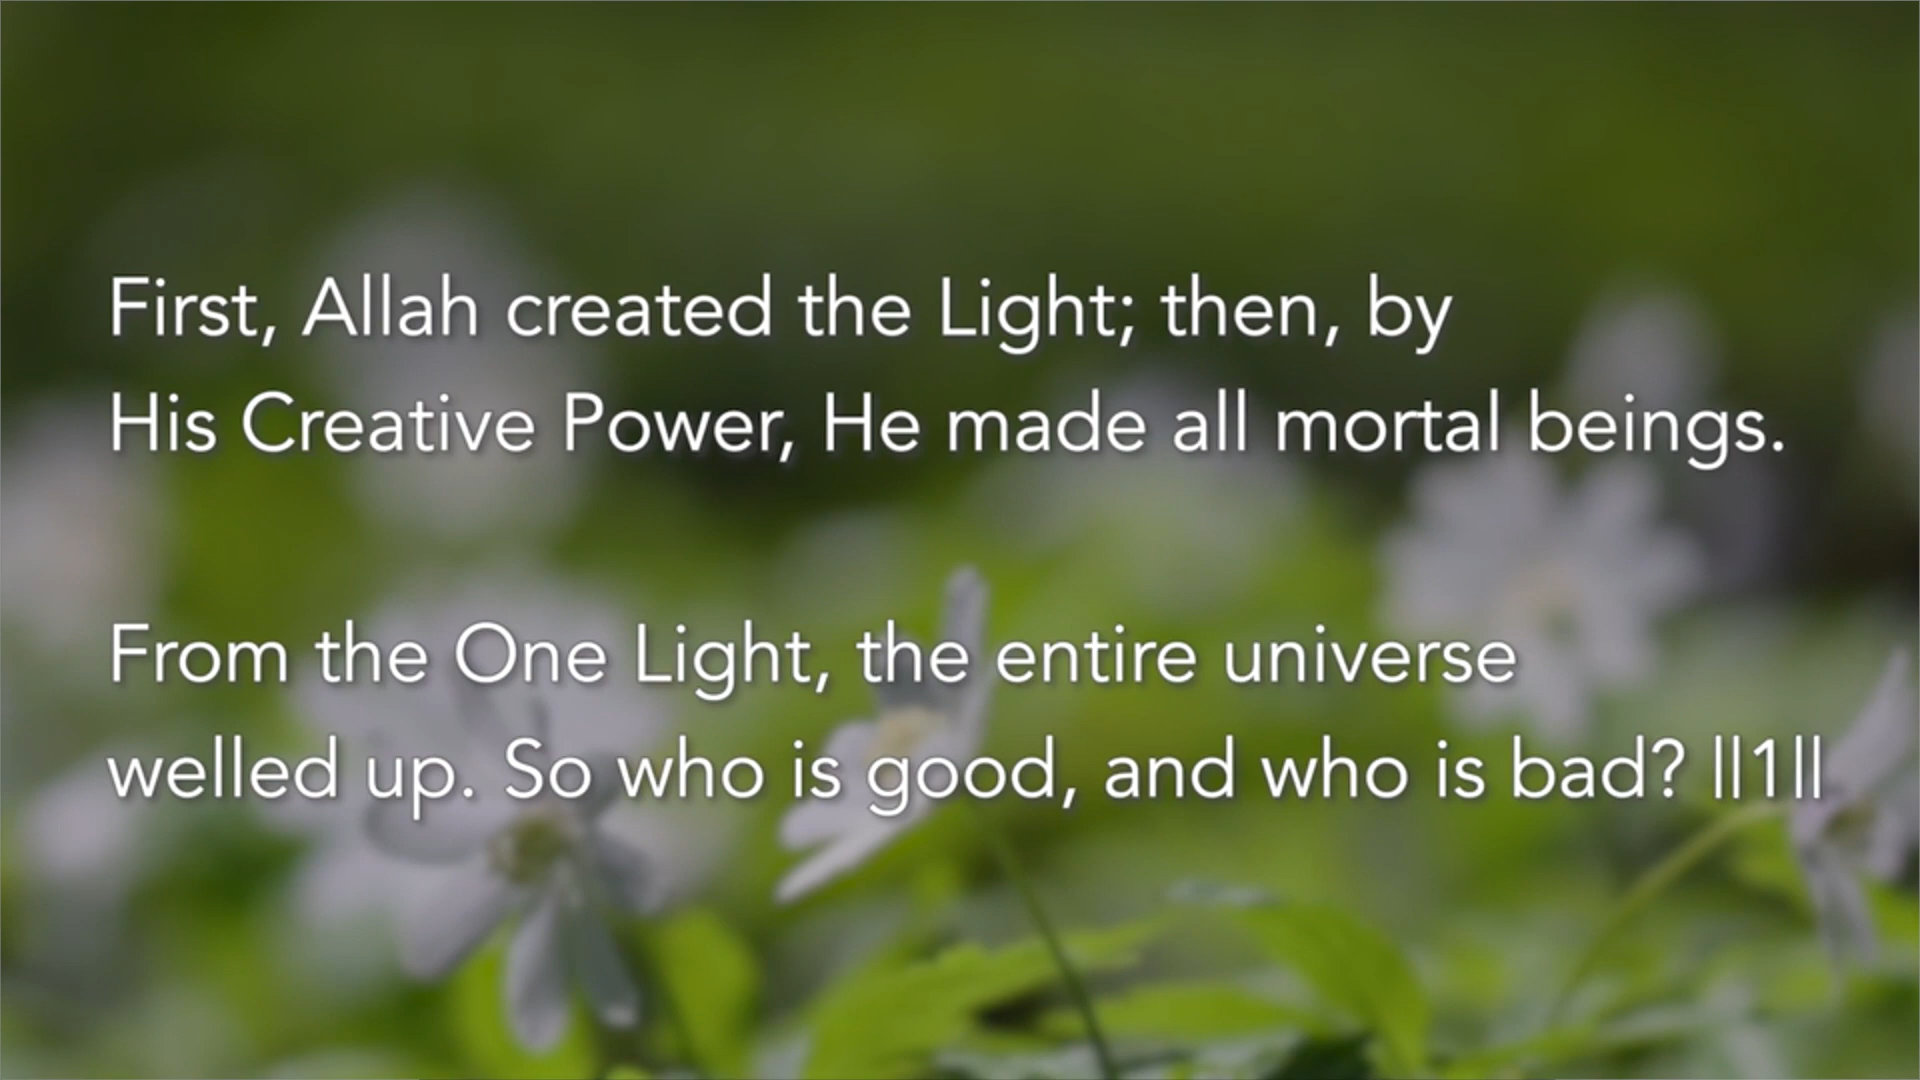 First, Allah created the Light; then, by
His Creative Power, He made all mortal beings.
From the One Light, the entire universe
welled up. So who is good, and who is bad? ||1||